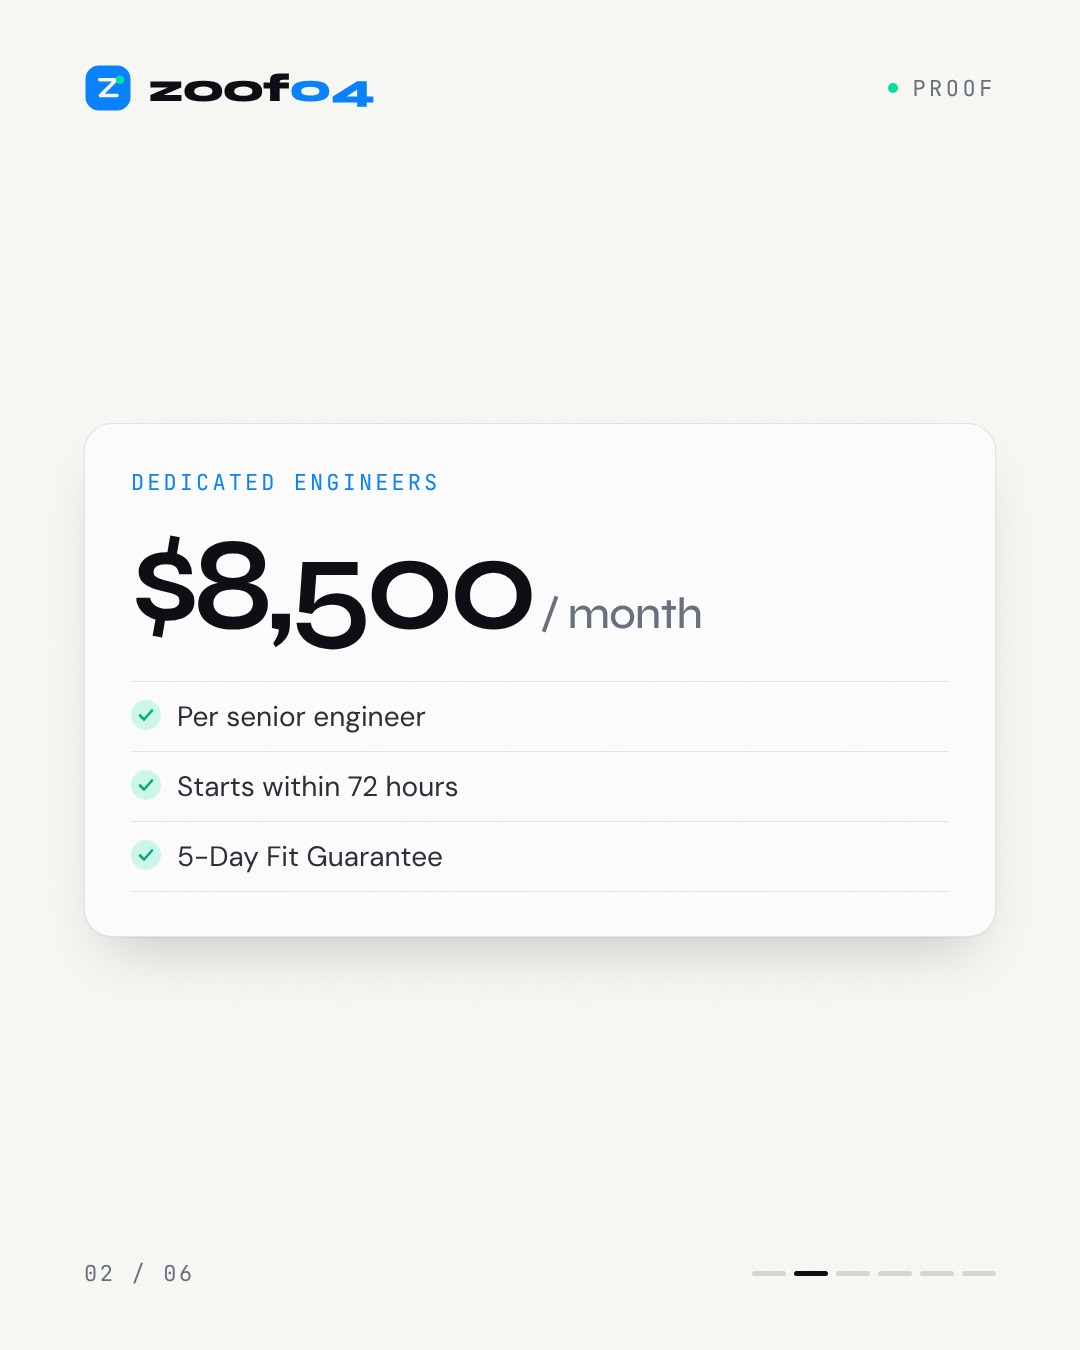 zoof04
PROOF
DEDICATED ENGINEERS
$8,500 / month
Per senior engineer
Starts within 72 hours
5-Day Fit Guarantee
02 / 06